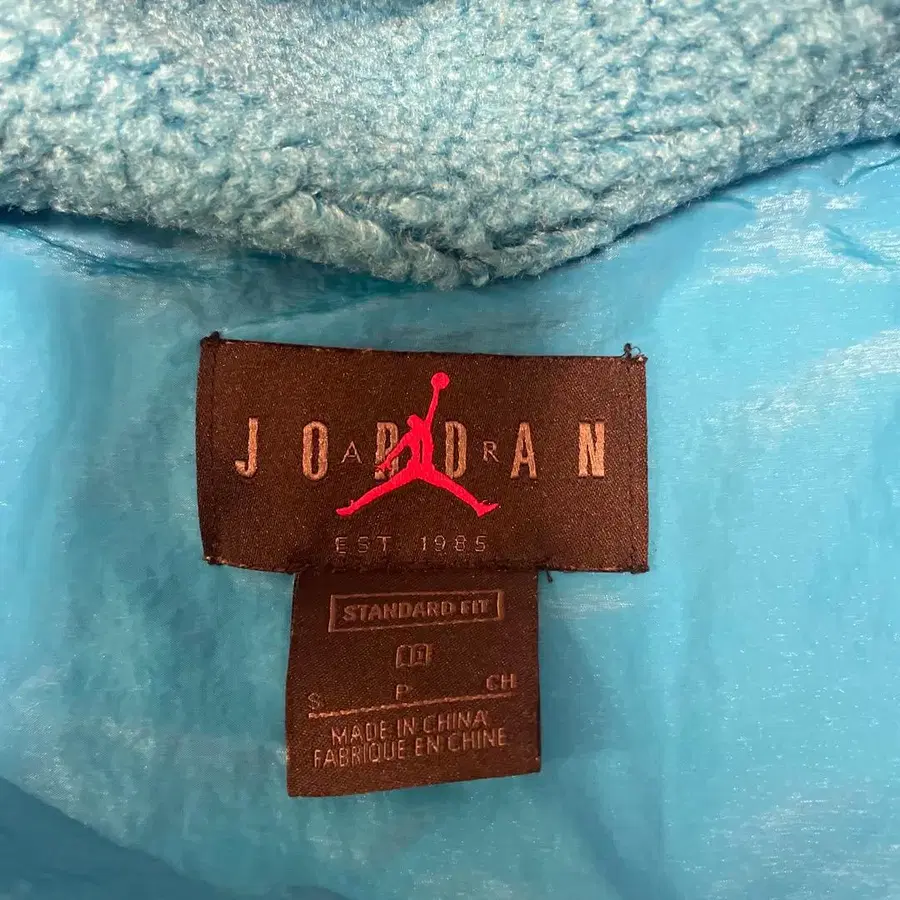 JORDAN
AIR
EST 1985
STANDARD FIT
S P CH
MADE IN CHINA
FABRIQUE EN CHINE